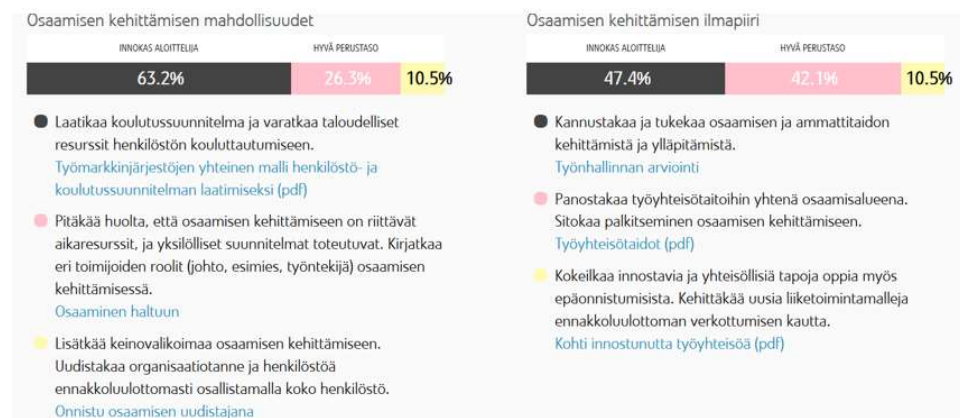 Osaamisen kehittämisen mahdollisuudet
INNOKAS ALOITTELIJA
HYVÄ PERUSTASO
63.2%
26.3%
10.5%
Laatikaa koulutussuunnitelma ja varatkaa taloudelliset
resurssit henkilöstön kouluttautumiseen.
Työmarkkinjärjestöjen yhteinen malli henkilöstö- ja
koulutussuunnitelman laatimiseksi (pdf)
Pitäkää huolta, että osaamisen kehittämiseen on riittävät
aikaresurssit, ja yksilölliset suunnitelmat toteutuvat. Kirjatkaa
eri toimijoiden roolit (johto, esimies, työntekijä) osaamisen
kehittämisessä.
Osaaminen haltuun
Lisätkää keinovalikoimaa osaamisen kehittämiseen.
Uudistakaa organisaatiotanne ja henkilöstöä
ennakkoluulottomasti osallistamalla koko henkilöstö.
Onnistu osaamisen uudistajana
Osaamisen kehittämisen ilmapiiri
INNOKAS ALOITTELIJA
HYVÄ PERUSTASO
47.4%
42.1%
10.5%
Kannustakaa ja tukekaa osaamisen ja ammattitaidon
kehittämistä ja ylläpitämistä.
Työnhallinnan arviointi
Panostakaa työyhteisötaitoihin yhtenä osaamisalueena.
Sitokaa palkitseminen osaamisen kehittämiseen.
Työyhteisötaidot (pdf)
Kokeilkaa innostavia ja yhteisöllisiä tapoja oppia myös
epäonnistumisista. Kehittäkää uusia liiketoimintamalleja
ennakkoluulottoman verkottumisen kautta.
Kohti innostunutta työyhteisöä (pdf)